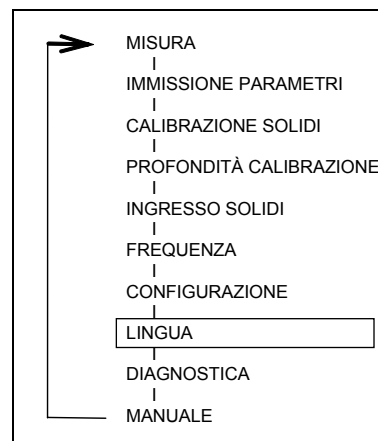 MISURA
IMMISSIONE PARAMETRI
CALIBRAZIONE SOLIDI
PROFONDITÀ CALIBRAZIONE
INGRESSO SOLIDI
FREQUENZA
CONFIGURAZIONE
LINGUA
DIAGNOSTICA
MANUALE